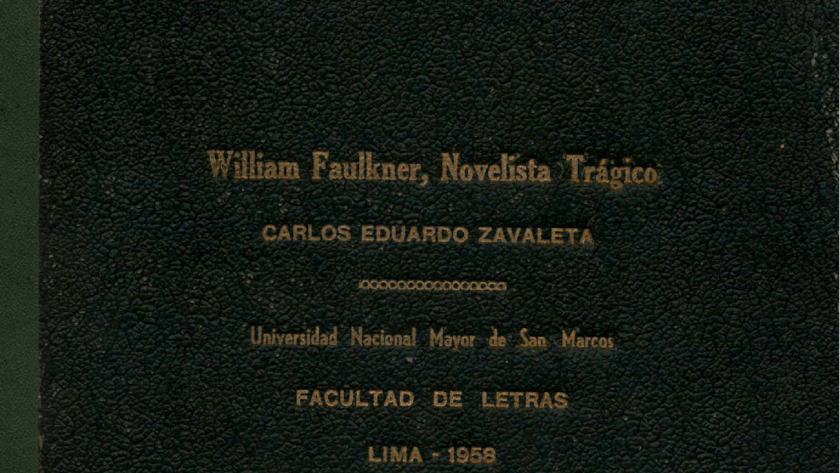 William Faulkner, Novelista Trágico
CARLOS EDUARDO ZAVALETA
Universidad Nacional Mayor de San Marcos
FACULTAD DE LETRAS
LIMA - 1958